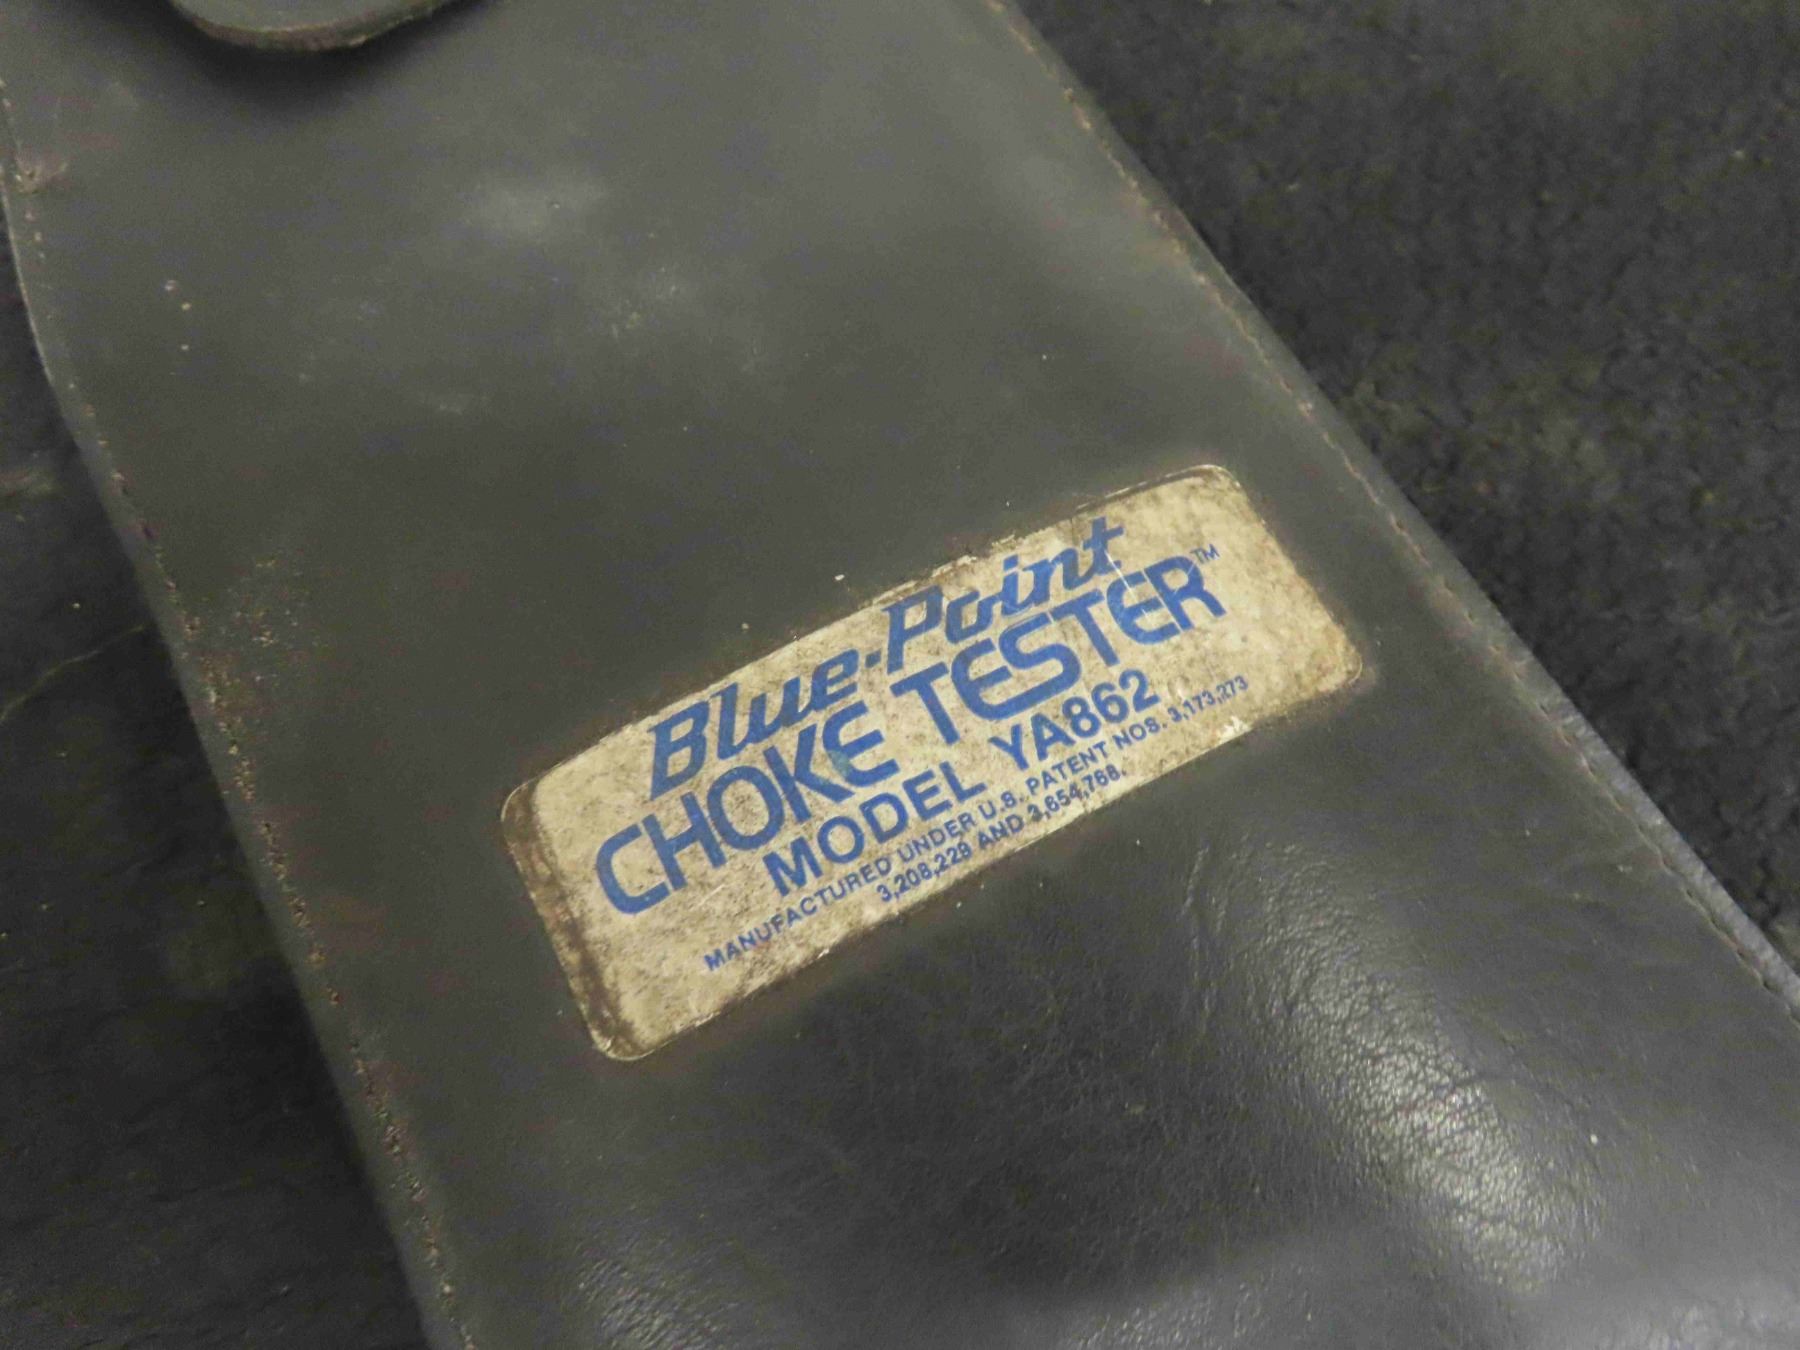 Blue-Point
CHOKE TESTER™
MODEL YA862
MANUFACTURED UNDER U.S. PATENT NOS. 3,173,273
3,208,229 AND 3,654,768.